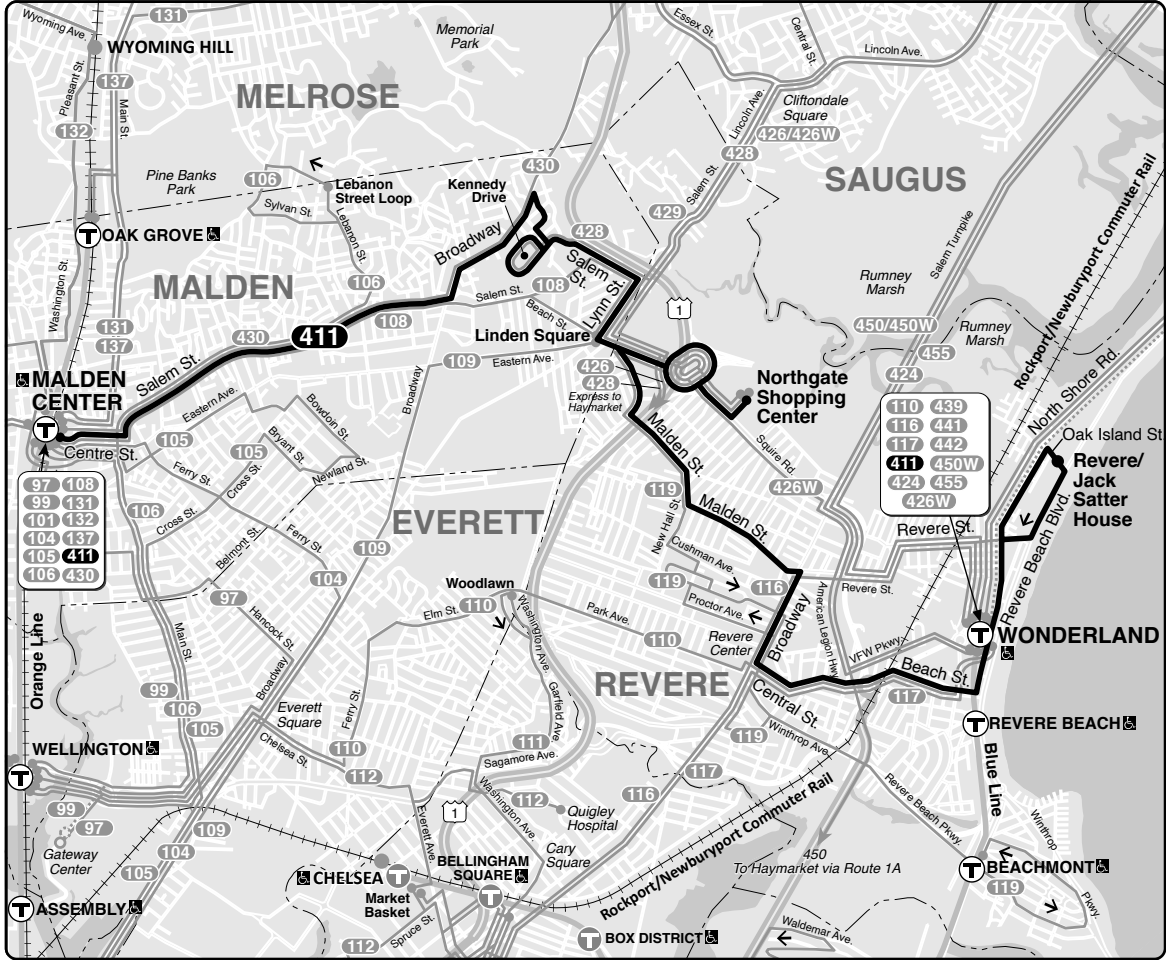 Wyoming Ave.
131
WYOMING HILL
Pleasant St.
137
Main St.
132
MELROSE
Memorial
Park
Essex St.
Central St.
Lincoln Ave.
Lincoln Ave.
Cliftondale
Square
426/426W
428
SAUGUS
Salem St.
429
Pine Banks
Park
106
Lebanon
Street Loop
Sylvan St.
Lebanon St.
Kennedy
Drive
430
428
Broadway
Salem
St.
T
OAK GROVE
Washington St.
MALDEN
106
108
Salem St.
Beach St.
Lynn St.
1
Salem Turnpike
Rockport/Newburyport Commuter Rail
Rumney
Marsh
Rumney
Marsh
450/450W
455
424
131
137
430
411
108
Linden Square
109
Eastern Ave.
426
428
Express to
Haymarket
Northgate
Shopping
Center
MALDEN
CENTER
T
Salem St.
Centre St.
Eastern Ave.
Bowdoin St.
105
105
Bryant St.
Cross St.
Newland St.
Ferry St.
106
Cross St.
Belmont St.
Ferry St.
Broadway
109
97 108
99 131
101 132
104 137
105 411
106 430
110 439
116 441
117 442
411 450W
424 455
426W
North Shore Rd.
Oak Island St.
Revere/
Jack
Satter
House
Revere Beach Blvd.
Malden St.
Squire Rd.
426W
119
New Hall St.
Malden St.
Revere St.
EVERETT
104
97
Hancock St.
Woodlawn
Elm St.
110
Washington Ave.
Park Ave.
110
Cushman Ave.
119
Proctor Ave.
116
Revere
Center
Broadway
American Legion Hwy.
Revere St.
VFW Pkwy.
T
WONDERLAND
Beach St.
117
REVERE
Central St.
119
Winthrop Ave.
T
REVERE BEACH
Blue Line
Orange Line
Main St.
99
106
105
Broadway
Everett
Square
Ferry St.
Garfield Ave.
111
Sagamore Ave.
Chelsea St.
110
112
WELLINGTON
T
99
97
Gateway
Center
109
104
105
T
ASSEMBLY
Everett Ave.
1
Washington Ave.
112
Quigley
Hospital
Cary
Square
116
117
Rockport/Newburyport Commuter Rail
CHELSEA
T
Market
Basket
BELLINGHAM
SQUARE
T
Spruce St.
112
T
BOX DISTRICT
450
To Haymarket via Route 1A
Revere Beach Pkwy.
Winthrop
T
BEACHMONT
119
Pkwy.
Waldemar Ave.